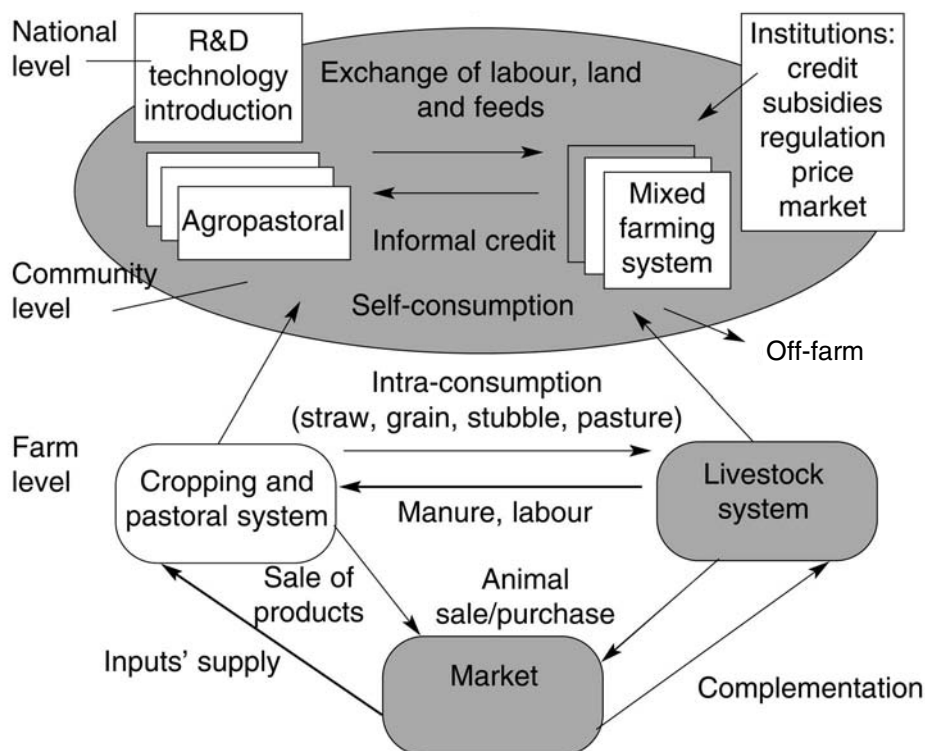 National
level
R&D
technology
introduction
Exchange of labour, land
and feeds
Institutions:
credit
subsidies
regulation
price
market
Agropastoral
Mixed
farming
system
Informal credit
Community
level
Self-consumption
Off-farm
Intra-consumption
(straw, grain, stubble, pasture)
Farm
level
Cropping and
pastoral system
Livestock
system
Manure, labour
Sale of
products
Animal
sale/purchase
Inputs’ supply
Market
Complementation